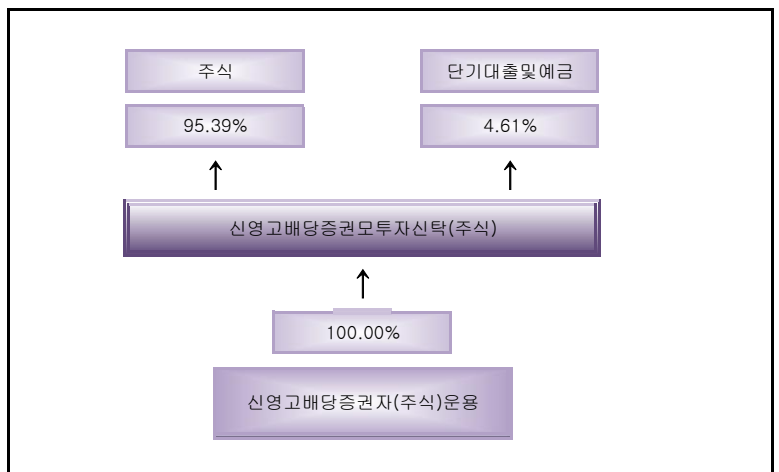 주식
단기대출및예금
95.39%
4.61%
↑ ↑
신영고배당증권모투자신탁(주식)
↑
100.00%
신영고배당증권자(주식)운용